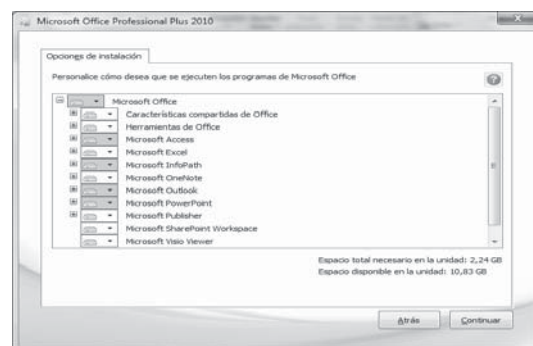 Microsoft Office Professional Plus 2010
Opciones de instalación
Personalice cómo desea que se ejecuten los programas de Microsoft Office
Microsoft Office
Características compartidas de Office
Herramientas de Office
Microsoft Access
Microsoft Excel
Microsoft InfoPath
Microsoft OneNote
Microsoft Outlook
Microsoft PowerPoint
Microsoft Publisher
Microsoft SharePoint Workspace
Microsoft Visio Viewer
Espacio total necesario en la unidad: 2,24 GB
Espacio disponible en la unidad: 10,83 GB
Atrás
Continuar